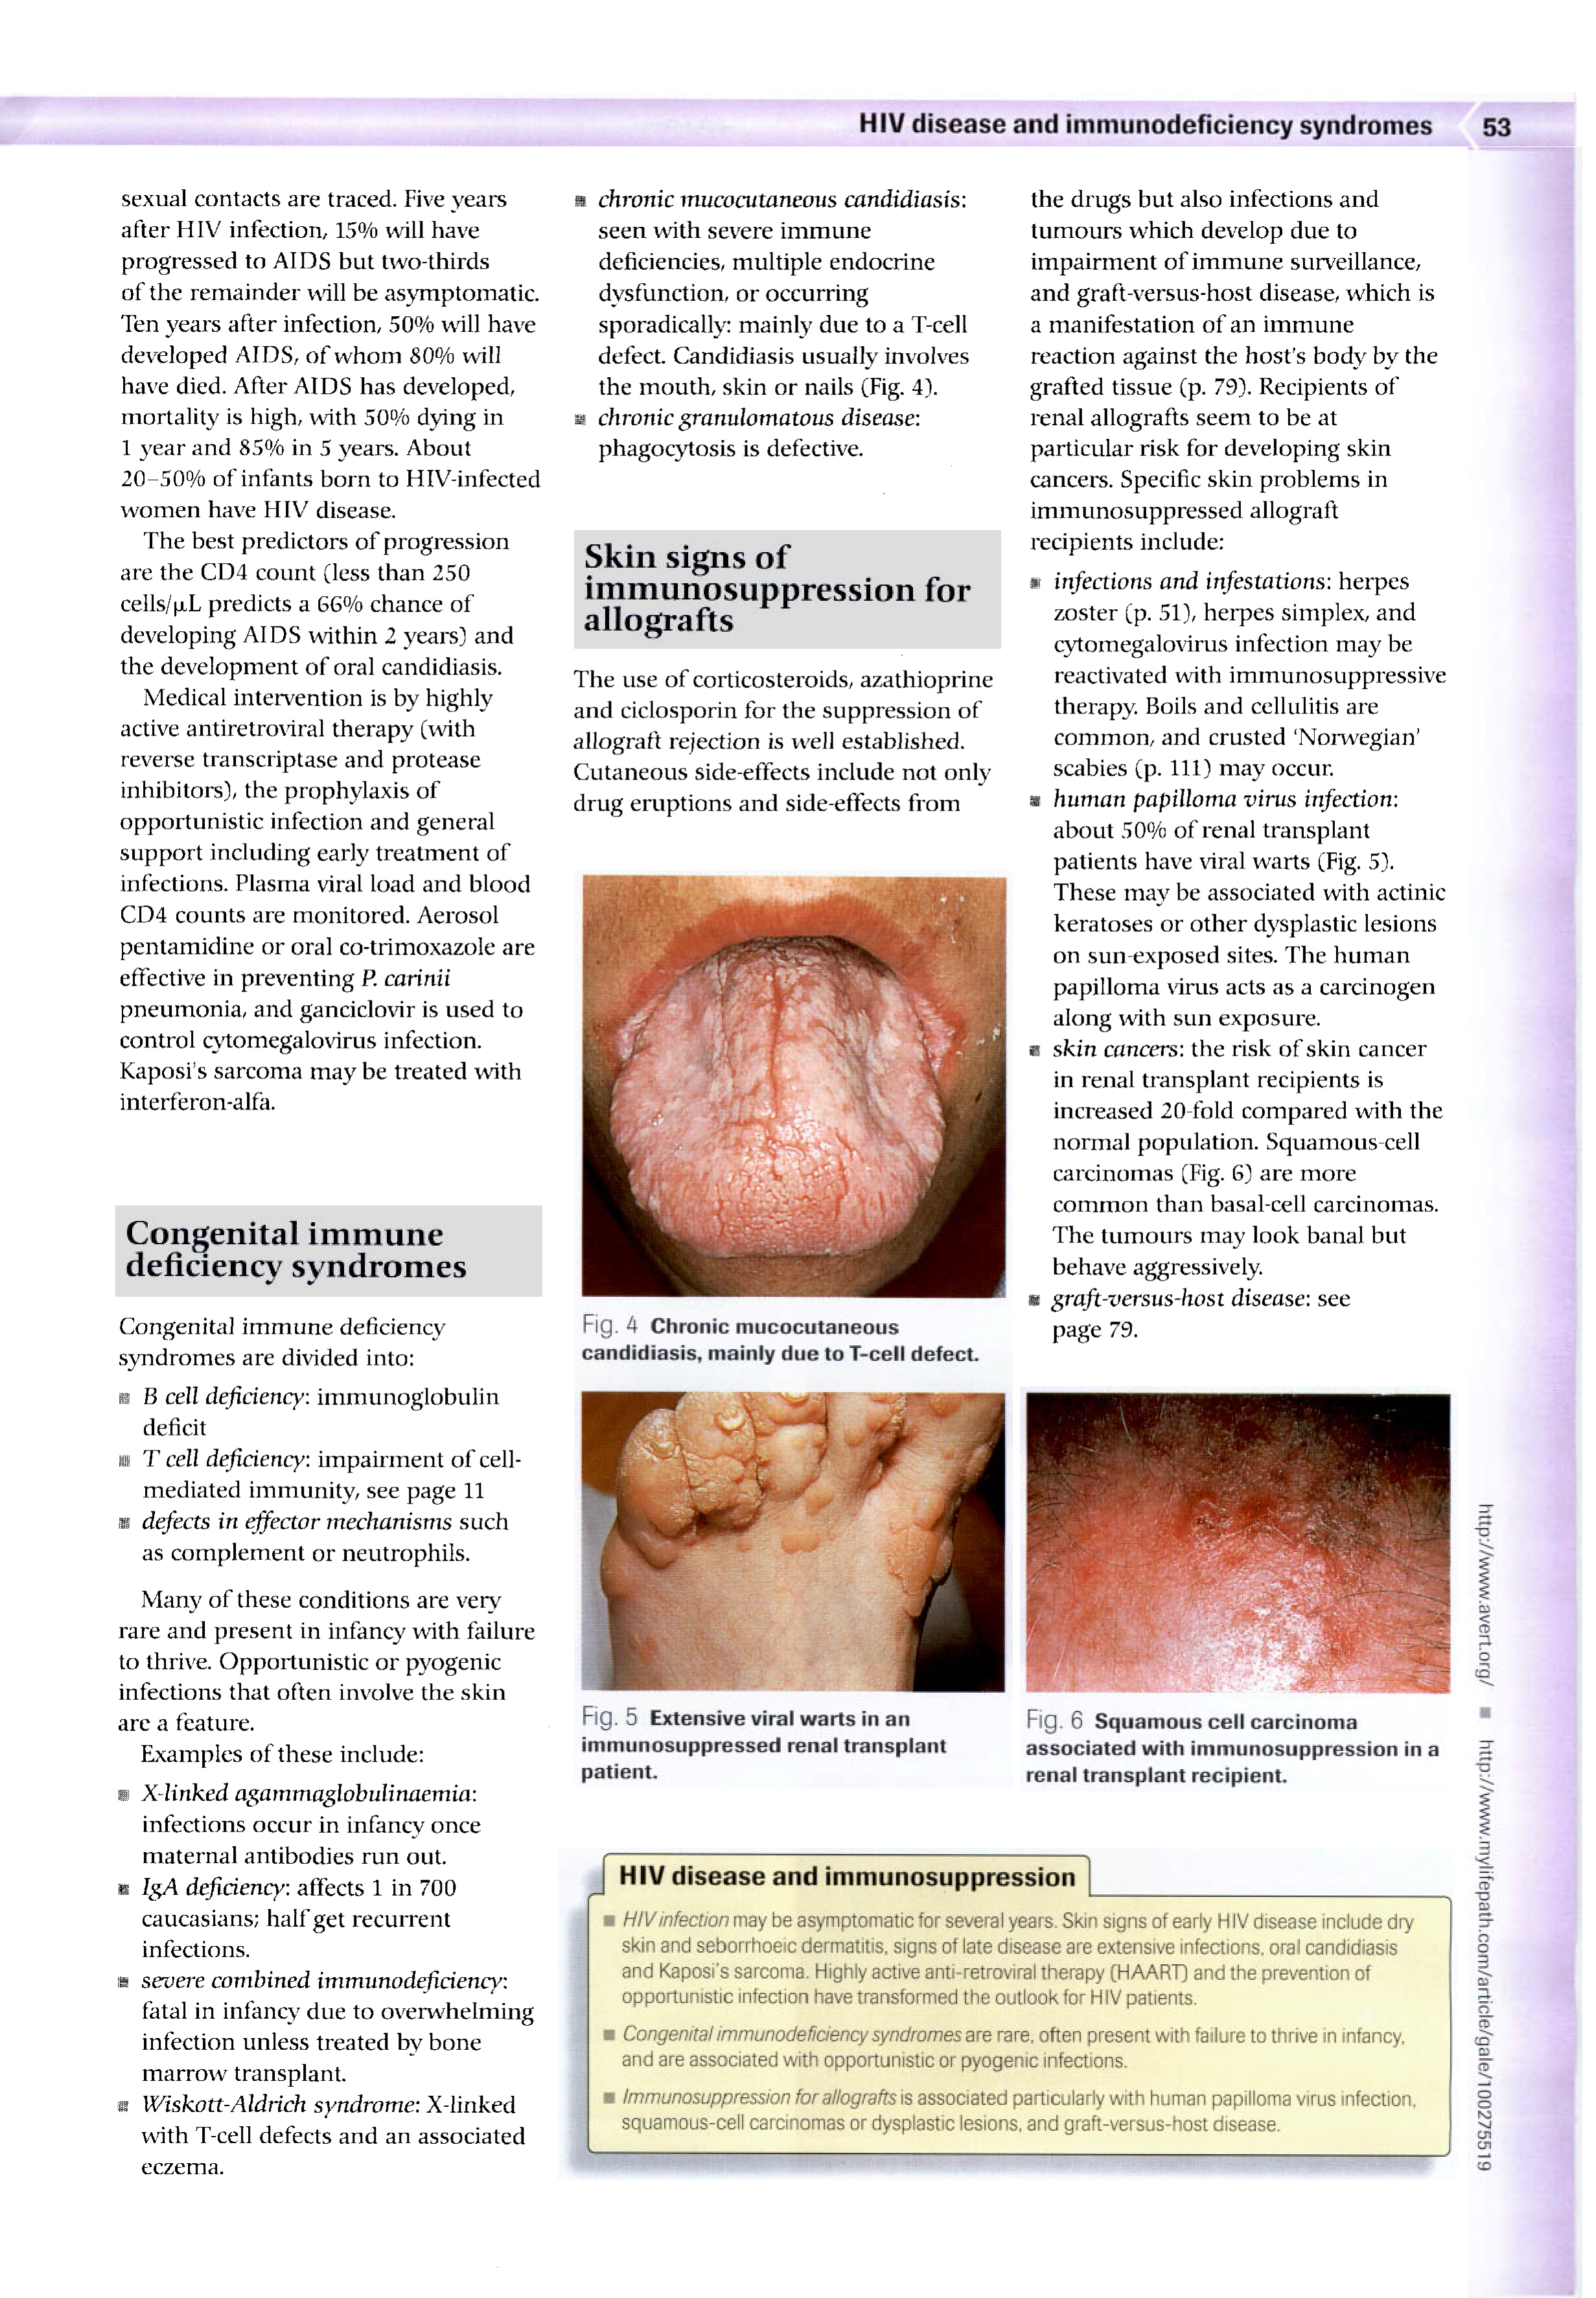 HIV disease and immunodeficiency syndromes 53
sexual contacts are traced. Five years
after HIV infection, 15% will have
progressed to AIDS but two-thirds
of the remainder will be asymptomatic.
Ten years after infection, 50% will have
developed AIDS, of whom 80% will
have died. After AIDS has developed,
mortality is high, with 50% dying in
1 year and 85% in 5 years. About
20–50% of infants born to HIV-infected
women have HIV disease.
The best predictors of progression
are the CD4 count (less than 250
cells/µL predicts a 66% chance of
developing AIDS within 2 years) and
the development of oral candidiasis.
Medical intervention is by highly
active antiretroviral therapy (with
reverse transcriptase and protease
inhibitors), the prophylaxis of
opportunistic infection and general
support including early treatment of
infections. Plasma viral load and blood
CD4 counts are monitored. Aerosol
pentamidine or oral co-trimoxazole are
effective in preventing P. carinii
pneumonia, and ganciclovir is used to
control cytomegalovirus infection.
Kaposi's sarcoma may be treated with
interferon-alfa.
Congenital immune
deficiency syndromes
Congenital immune deficiency
syndromes are divided into:
■ B cell deficiency: immunoglobulin
deficit
■ T cell deficiency: impairment of cell-
mediated immunity, see page 11
■ defects in effector mechanisms such
as complement or neutrophils.
Many of these conditions are very
rare and present in infancy with failure
to thrive. Opportunistic or pyogenic
infections that often involve the skin
are a feature.
Examples of these include:
■ X-linked agammaglobulinaemia:
infections occur in infancy once
maternal antibodies run out.
■ IgA deficiency: affects 1 in 700
caucasians; half get recurrent
infections.
■ severe combined immunodeficiency:
fatal in infancy due to overwhelming
infection unless treated by bone
marrow transplant.
■ Wiskott-Aldrich syndrome: X-linked
with T-cell defects and an associated
eczema.
■ chronic mucocutaneous candidiasis:
seen with severe immune
deficiencies, multiple endocrine
dysfunction, or occurring
sporadically: mainly due to a T-cell
defect. Candidiasis usually involves
the mouth, skin or nails (Fig. 4).
■ chronic granulomatous disease:
phagocytosis is defective.
Skin signs of
immunosuppression for
allografts
The use of corticosteroids, azathioprine
and ciclosporin for the suppression of
allograft rejection is well established.
Cutaneous side-effects include not only
drug eruptions and side-effects from
the drugs but also infections and
tumours which develop due to
impairment of immune surveillance,
and graft-versus-host disease, which is
a manifestation of an immune
reaction against the host's body by the
grafted tissue (p. 79). Recipients of
renal allografts seem to be at
particular risk for developing skin
cancers. Specific skin problems in
immunosuppressed allograft
recipients include:
■ infections and infestations: herpes
zoster (p. 51), herpes simplex, and
cytomegalovirus infection may be
reactivated with immunosuppressive
therapy. Boils and cellulitis are
common, and crusted 'Norwegian'
scabies (p. 111) may occur.
■ human papilloma virus infection:
about 50% of renal transplant
patients have viral warts (Fig. 5).
These may be associated with actinic
keratoses or other dysplastic lesions
on sun-exposed sites. The human
papilloma virus acts as a carcinogen
along with sun exposure.
■ skin cancers: the risk of skin cancer
in renal transplant recipients is
increased 20-fold compared with the
normal population. Squamous-cell
carcinomas (Fig. 6) are more
common than basal-cell carcinomas.
The tumours may look banal but
behave aggressively.
■ graft-versus-host disease: see
page 79.
Fig. 4 Chronic mucocutaneous
candidiasis, mainly due to T-cell defect.
Fig. 5 Extensive viral warts in an
immunosuppressed renal transplant
patient.
Fig. 6 Squamous cell carcinoma
associated with immunosuppression in a
renal transplant recipient.
HIV disease and immunosuppression
■ HIV infection may be asymptomatic for several years. Skin signs of early HIV disease include dry
skin and seborrhoeic dermatitis, signs of late disease are extensive infections, oral candidiasis
and Kaposi's sarcoma. Highly active anti-retroviral therapy (HAART) and the prevention of
opportunistic infection have transformed the outlook for HIV patients.
■ Congenital immunodeficiency syndromes are rare, often present with failure to thrive in infancy,
and are associated with opportunistic or pyogenic infections.
■ Immunosuppression for allografts is associated particularly with human papilloma virus infection,
squamous-cell carcinomas or dysplastic lesions, and graft-versus-host disease.
http://www.avert.org/ ■ http://www.mylifepath.com/article/gale/100275519